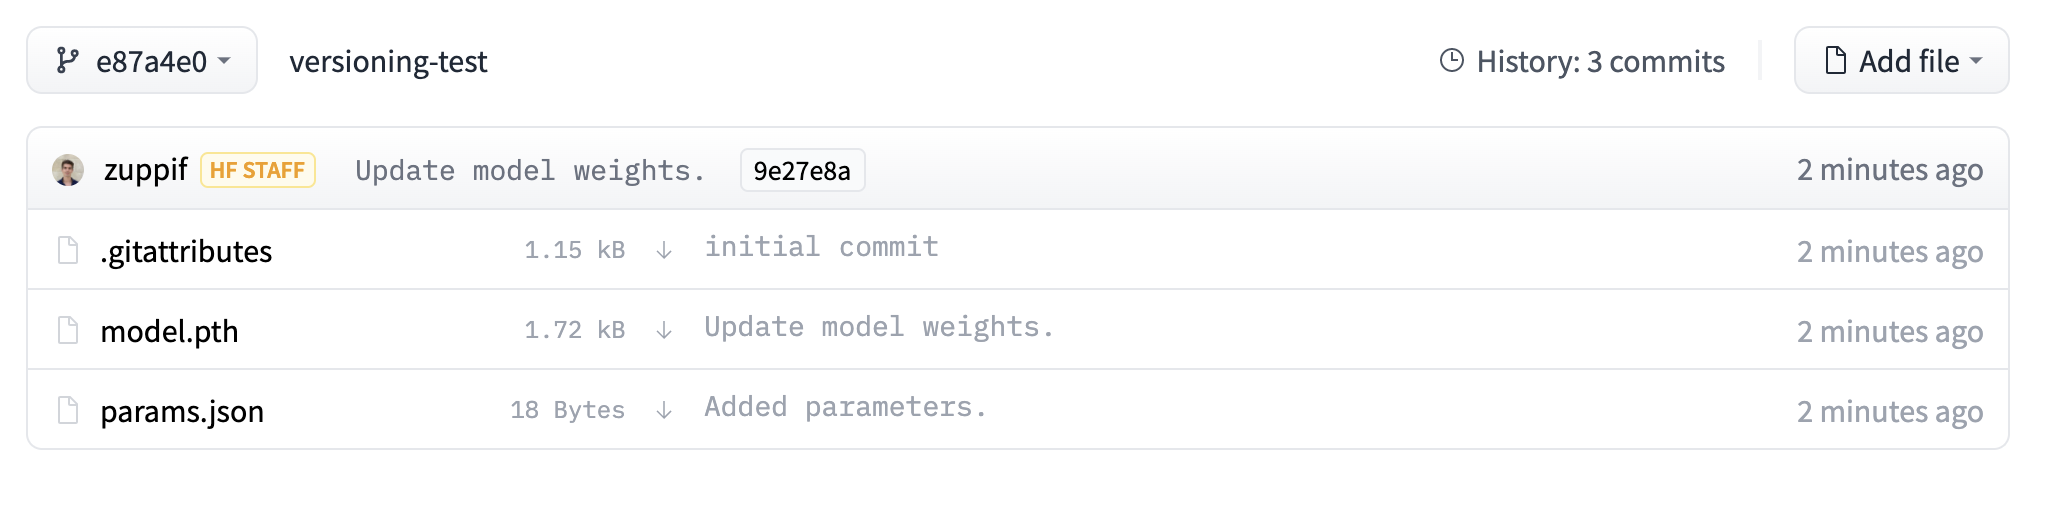 e87a4e0 versioning-test History: 3 commits Add file
zuppif HF STAFF Update model weights. 9e27e8a 2 minutes ago
.gitattributes 1.15 kB ↓ initial commit 2 minutes ago
model.pth 1.72 kB ↓ Update model weights. 2 minutes ago
params.json 18 Bytes ↓ Added parameters. 2 minutes ago